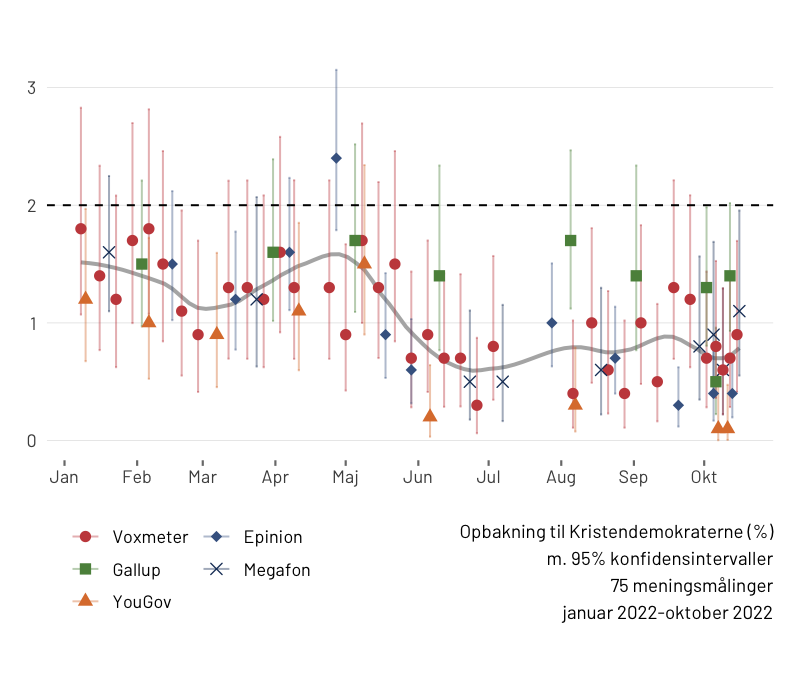 3
2
1
0
Jan Feb Mar Apr Maj Jun Jul Aug Sep Okt
Voxmeter Epinion
Gallup Megafon
YouGov
Opbakning til Kristendemokraterne (%)
m. 95% konfidensintervaller
75 meningsmålinger
januar 2022-oktober 2022